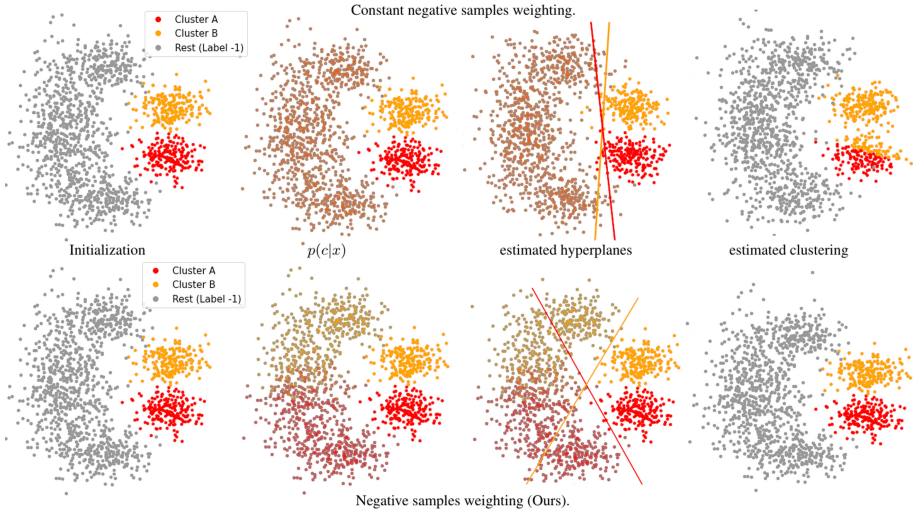 Constant negative samples weighting.
Cluster A
Cluster B
Rest (Label -1)
Initialization
p(c|x)
estimated hyperplanes
estimated clustering
Cluster A
Cluster B
Rest (Label -1)
Negative samples weighting (Ours).